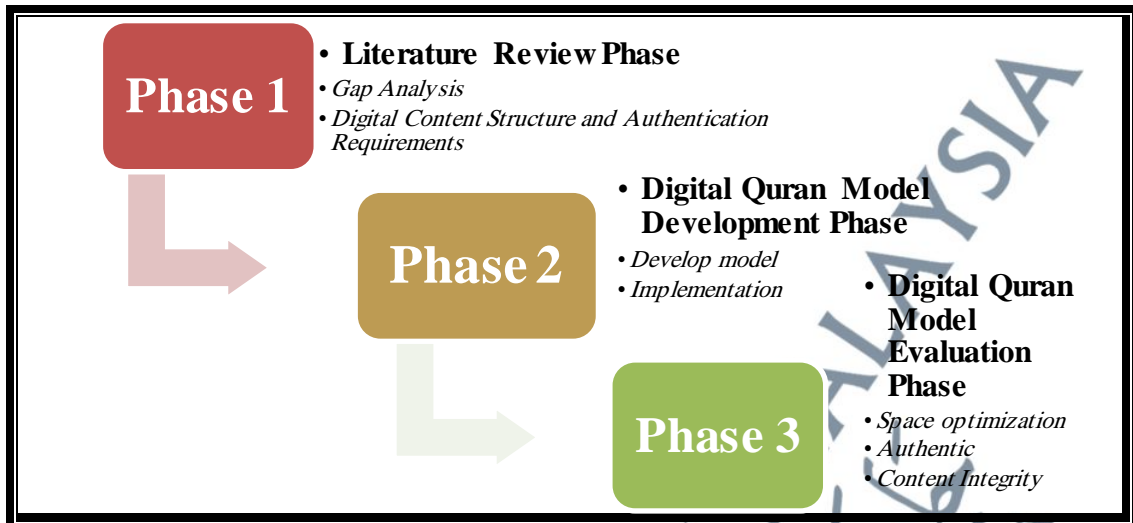 Phase 1
• Literature Review Phase
• Gap Analysis
• Digital Content Structure and Authentication
Requirements
Phase 2
• Digital Quran Model
Development Phase
• Develop model
• Implementation
Phase 3
• Digital Quran
Model
Evaluation
Phase
• Space optimization
• Authentic
• Content Integrity
ALAYSIA